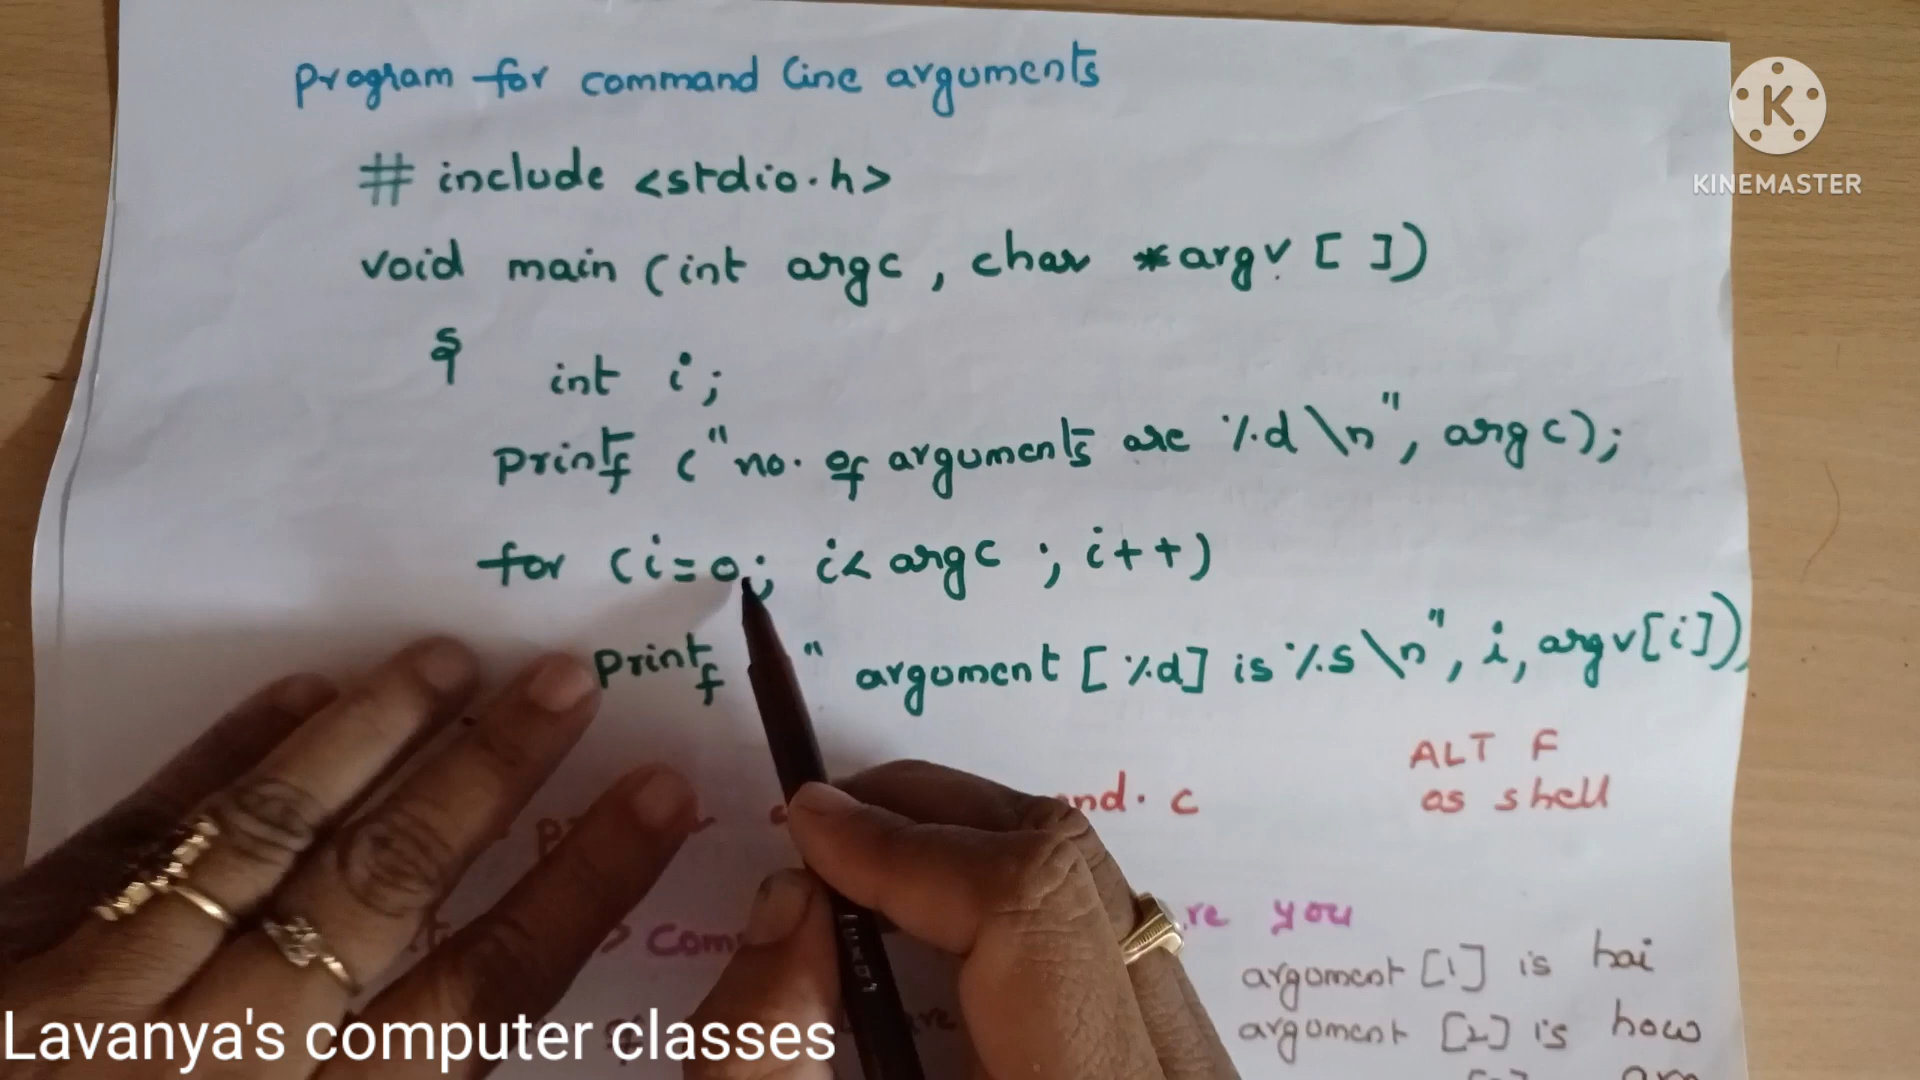 Program for command line arguments
# include <stdio.h>
void main (int argc, char *argv [ ])
{ int i;
printf ("no. of arguments are %d \n", argc);
for (i=0; i< argc ; i++)
printf " argument [%d] is %s \n", i, argv[i])
ALT F
c
os shell
you
argument [1] is hai
argument [2] is how
KINEMASTER
Lavanya's computer classes